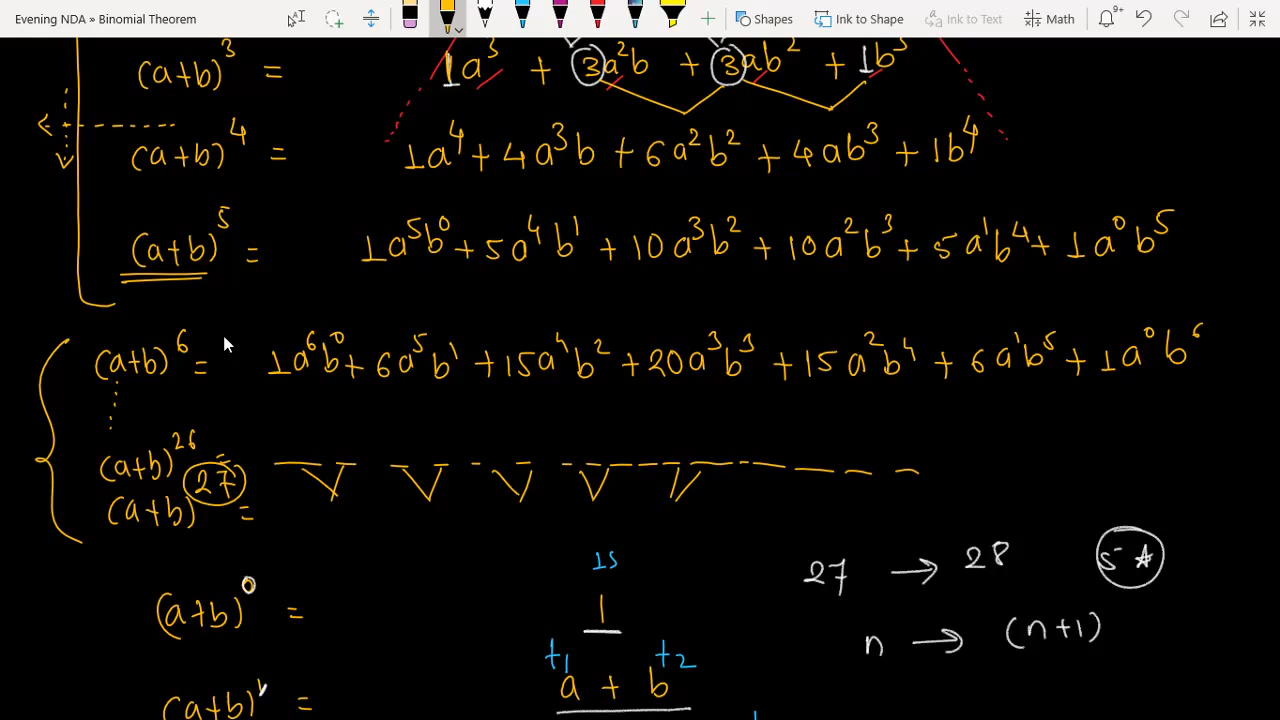 Evening NDA » Binomial Theorem
Shapes
Ink to Shape
Ink to Text
Math
9+
(a+b)³ = 1a³ + 3a²b + 3ab² + 1b³
(a+b)⁴ = 1a⁴ + 4a³b + 6a²b² + 4ab³ + 1b⁴
(a+b)⁵ = 1a⁵b⁰ + 5a⁴b¹ + 10a³b² + 10a²b³ + 5a¹b⁴ + 1a⁰b⁵
(a+b)⁶ = 1a⁶b⁰ + 6a⁵b¹ + 15a⁴b² + 20a³b³ + 15a²b⁴ + 6a¹b⁵ + 1a⁰b⁶
(a+b)²⁶ =
(a+b)²⁷ =
27 → 28
(a+b)⁰ = 1
n → (n+1)
t₁ t₂
(a+b)¹ = a + b